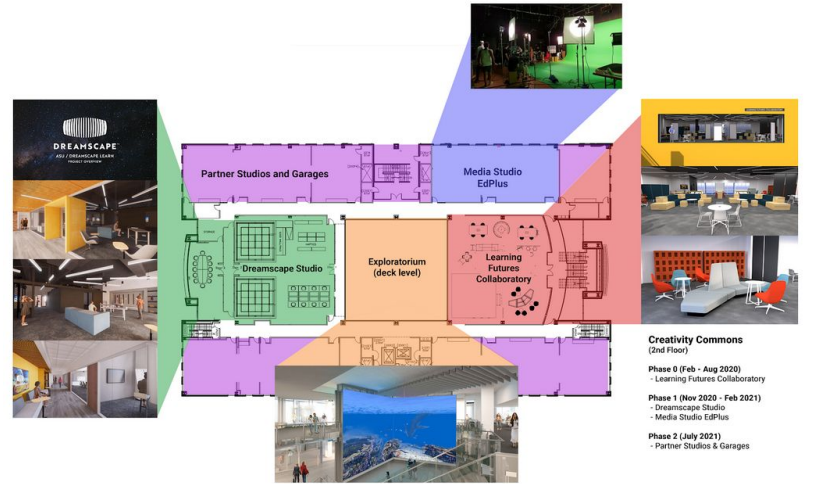 DREAMSCAPE
ASU / DREAMSCAPE LEARN
PROJECT OVERVIEW
Partner Studios and Garages
Media Studio
EdPlus
Dreamscape Studio
Exploratorium
(deck level)
Learning
Futures
Collaboratory
Creativity Commons
(2nd Floor)
Phase 0 (Feb - Aug 2020)
- Learning Futures Collaboratory
Phase 1 (Nov 2020 - Feb 2021)
- Dreamscape Studio
- Media Studio EdPlus
Phase 2 (July 2021)
- Partner Studios & Garages